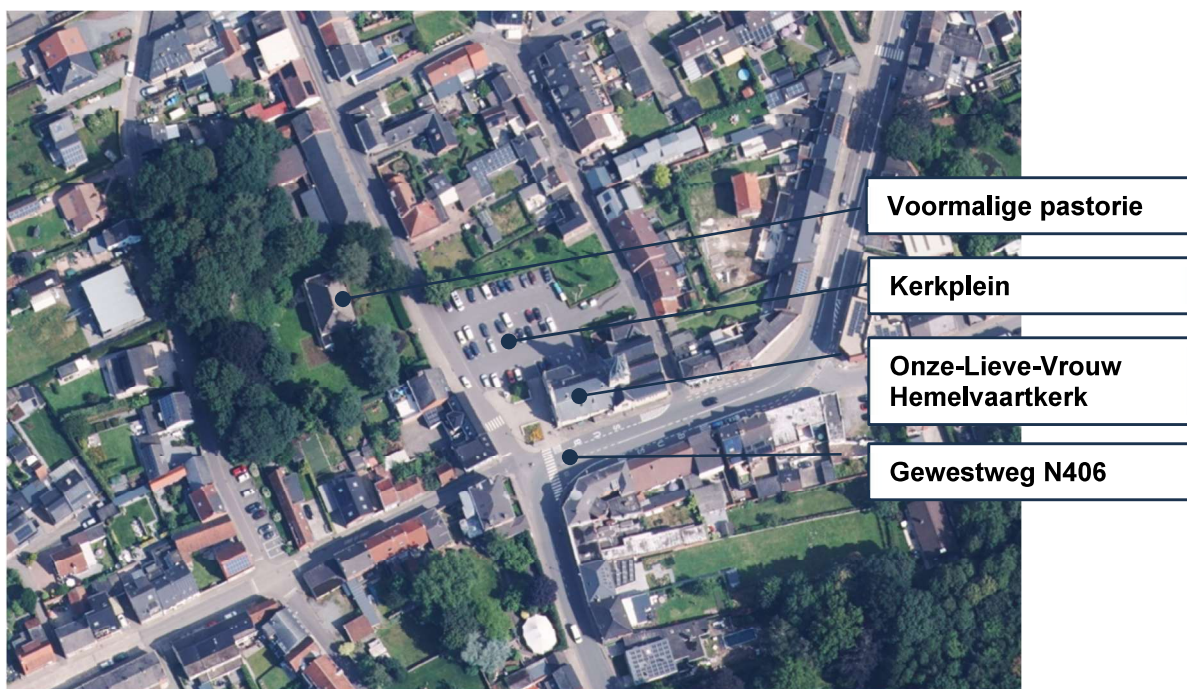 Voormalige pastorie
Kerkplein
Onze-Lieve-Vrouw
Hemelvaartkerk
Gewestweg N406